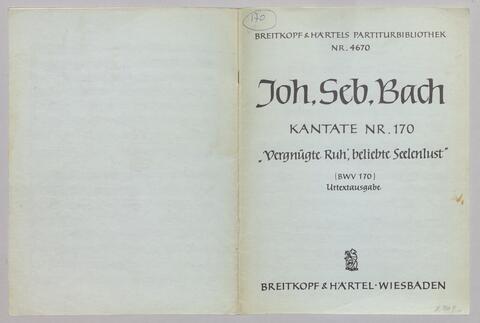 170
BREITKOPF & HÄRTELS PARTITURBIBLIOTHEK
NR. 4670
Joh. Seb. Bach
KANTATE NR. 170
„Vergnügte Ruh', beliebte Seelenlust"
(BWV 170)
Urtextausgabe
BREITKOPF & HÄRTEL · WIESBADEN